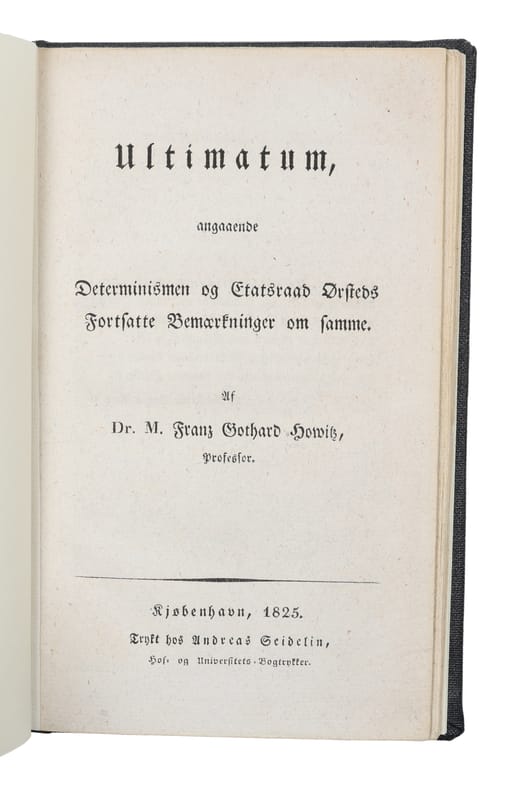 Ultimatum,
angaaende
Determinismen og Etatsraad Ørsteds
Fortsatte Bemærkninger om samme.
Af
Dr. M. Franz Gothard Howitz,
Professor.
Kjøbenhavn, 1825.
Trykt hos Andreas Seidelin,
Hof- og Universitets-Bogtrykker.